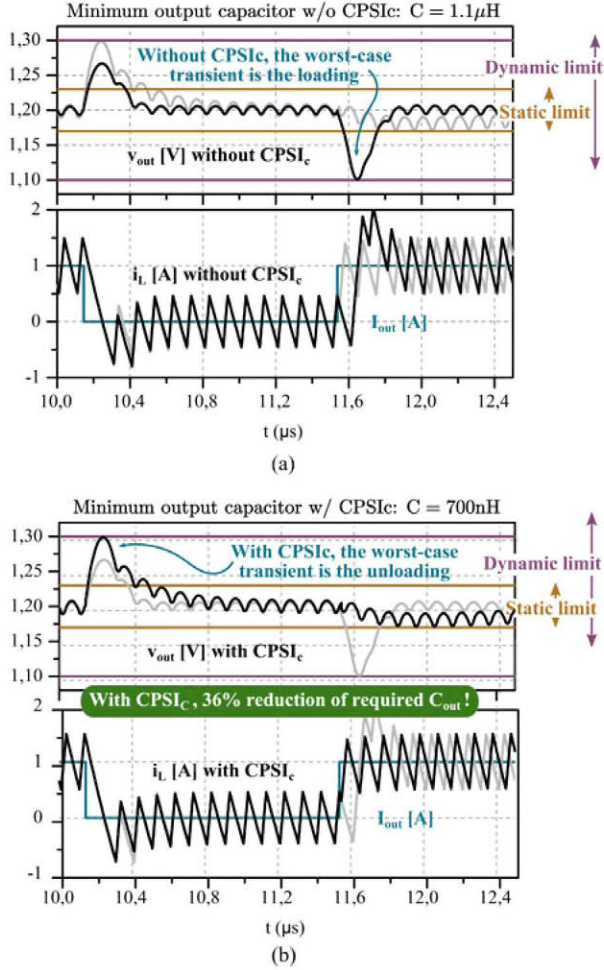 Minimum output capacitor w/o CPSIc: C = 1.1µH
1,30
1,25
1,20
1,15
1,10
Without CPSIc, the worst-case
transient is the loading
Dynamic limit
Static limit
v_out [V] without CPSI_c
2
1
0
-1
i_L [A] without CPSI_c
I_out [A]
10,0 10,4 10,8 11,2 11,6 12,0 12,4
t (µs)
(a)
Minimum output capacitor w/ CPSIc: C = 700nH
1,30
1,25
1,20
1,15
1,10
With CPSIc, the worst-case
transient is the unloading
Dynamic limit
Static limit
v_out [V] with CPSI_c
With CPSI_C, 36% reduction of required C_out!
2
1
0
-1
i_L [A] with CPSI_c
I_out [A]
10,0 10,4 10,8 11,2 11,6 12,0 12,4
t (µs)
(b)